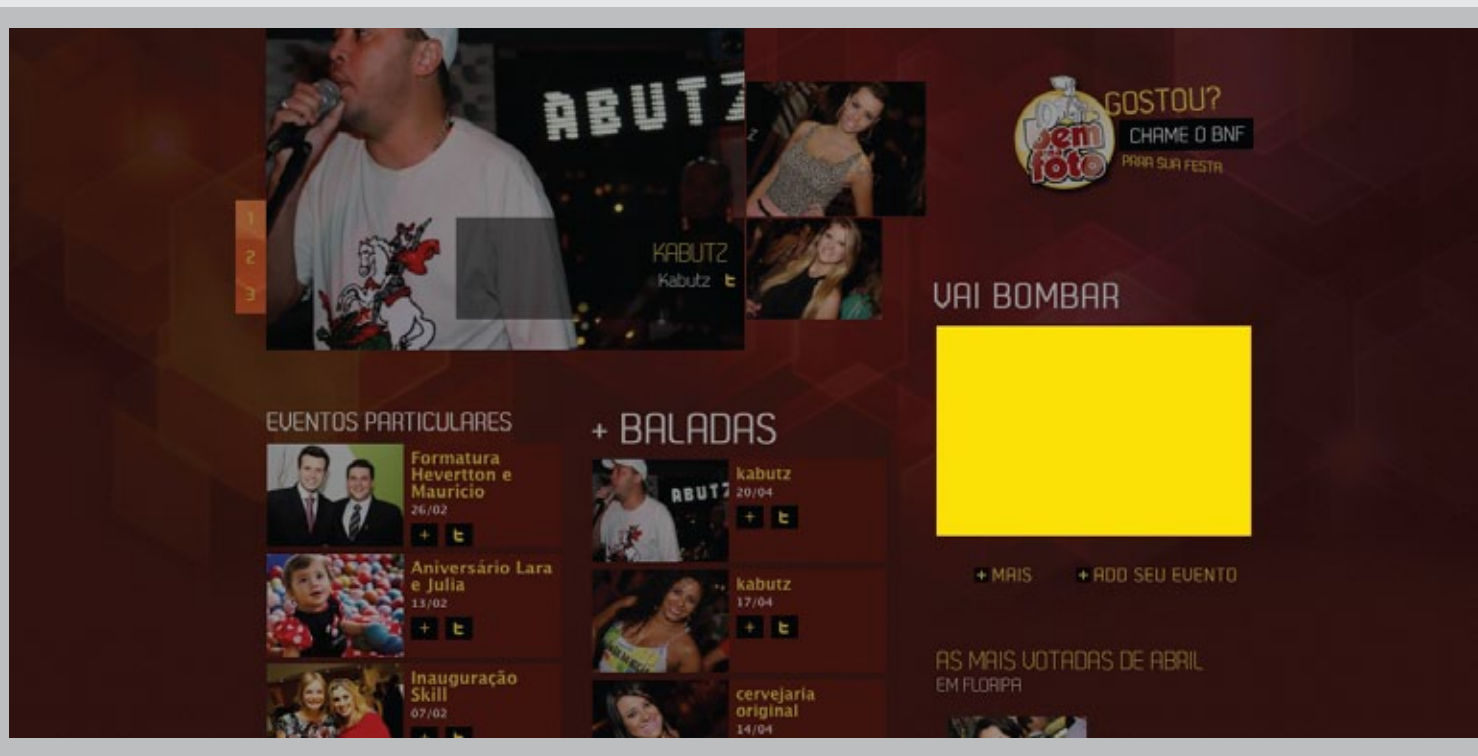 ABUTZ
KABUTZ
Kabutz
1
2
3
bem
foto
GOSTOU?
CHAME O BNF
PARA SUA FESTA
VAI BOMBAR
+ MAIS
+ ADD SEU EVENTO
EVENTOS PARTICULARES
Formatura
Hevertton e
Mauricio
26/02
Aniversário Lara
e Julia
13/02
Inauguração
Skill
07/02
+ BALADAS
ABUTZ
kabutz
20/04
kabutz
17/04
cervejaria
original
14/04
AS MAIS VOTADAS DE ABRIL
EM FLORIPA